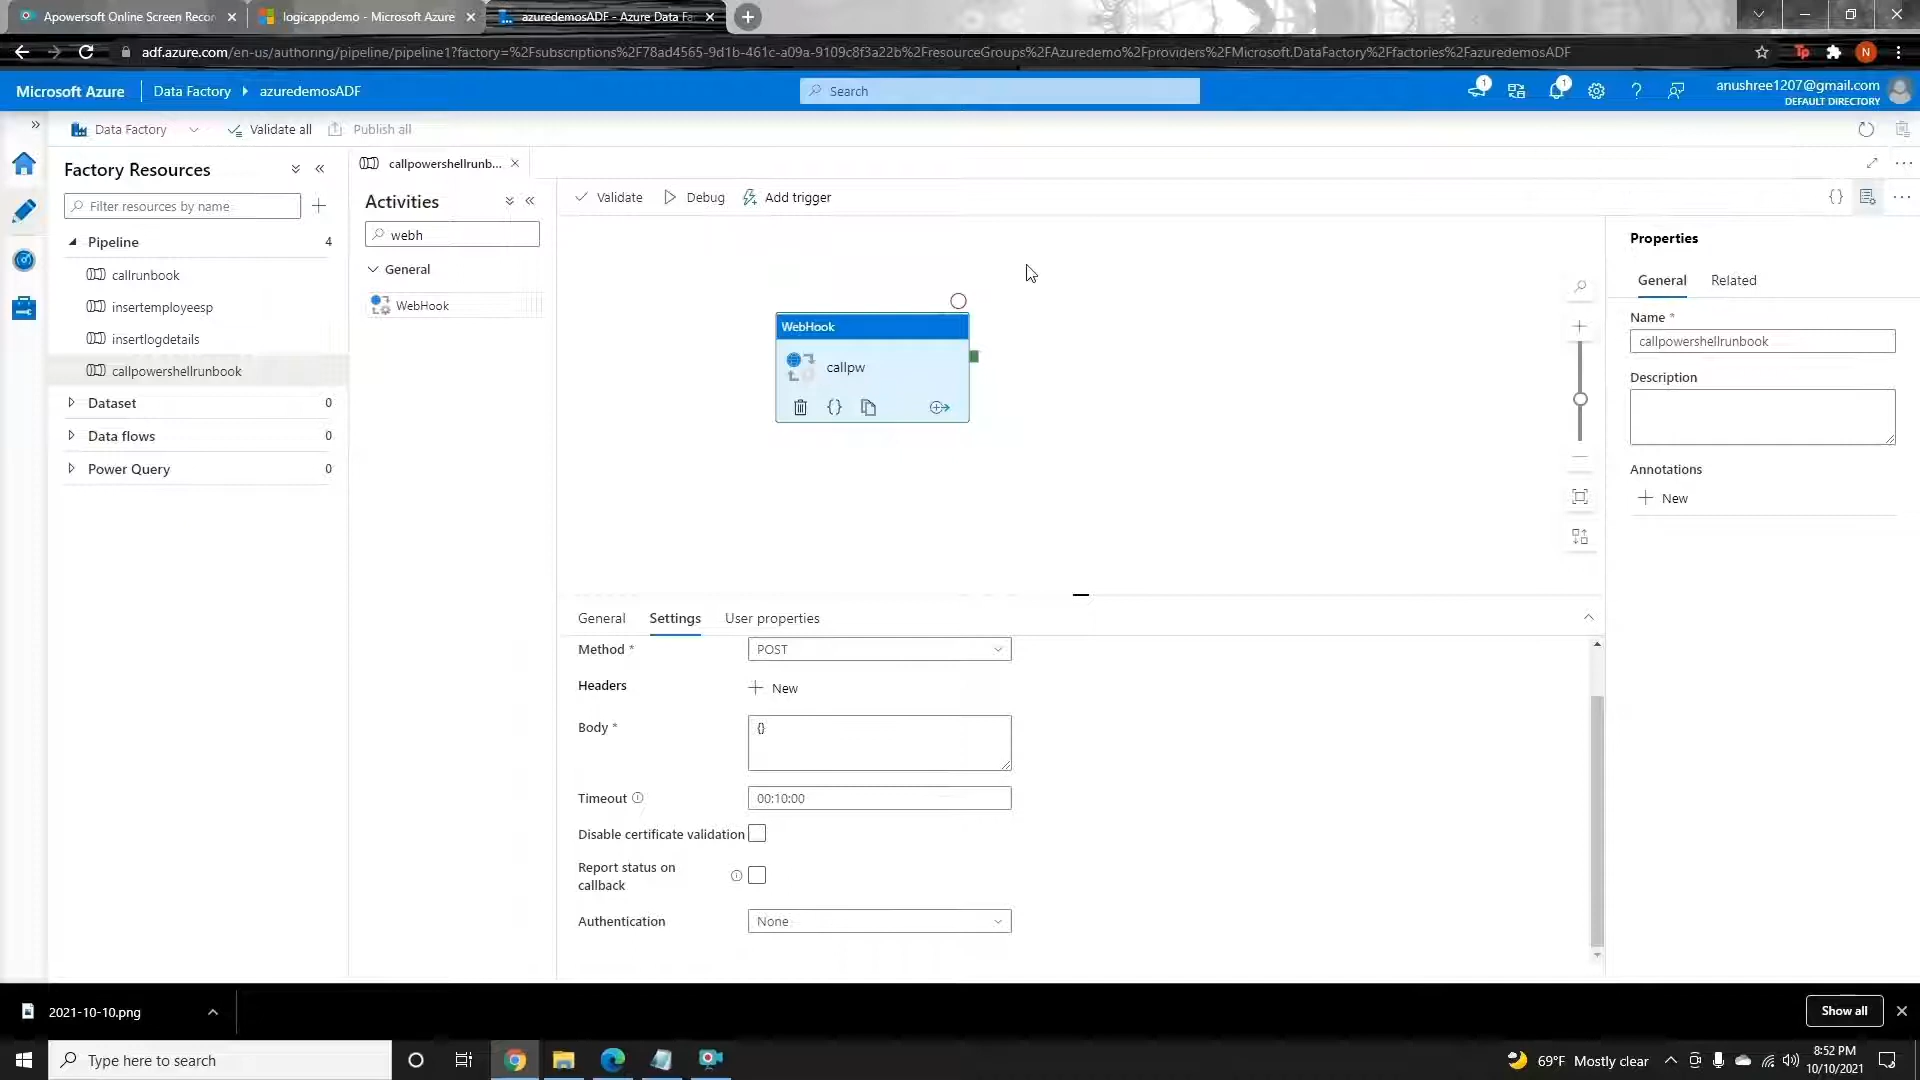 Apowersoft Online Screen Recor
logicappdemo - Microsoft Azure
azuredemosADF - Azure Data Fa
adf.azure.com/en-us/authoring/pipeline/pipeline1?factory=%2Fsubscriptions%2F78ad4565-9d1b-461c-a09a-9109c8f3a22b%2FresourceGroups%2FAzuredemo%2Fproviders%2FMicrosoft.DataFactory%2Ffactories%2FazuredemosADF
Tp
N
Microsoft Azure
Data Factory
azuredemosADF
Search
1
1
anushree1207@gmail.com
DEFAULT DIRECTORY
Data Factory
Validate all
Publish all
Factory Resources
Filter resources by name
Pipeline 4
callrunbook
insertemployeesp
insertlogdetails
callpowershellrunbook
Dataset 0
Data flows 0
Power Query 0
callpowershellrunb...
Activities
webh
General
WebHook
Validate
Debug
Add trigger
{}
WebHook
callpw
{}
General
Settings
User properties
Method *
POST
Headers
New
Body *
{}
Timeout
00:10:00
Disable certificate validation
Report status on
callback
Authentication
None
Properties
General
Related
Name *
callpowershellrunbook
Description
Annotations
New
2021-10-10.png
Show all
Type here to search
69°F Mostly clear
8:52 PM
10/10/2021